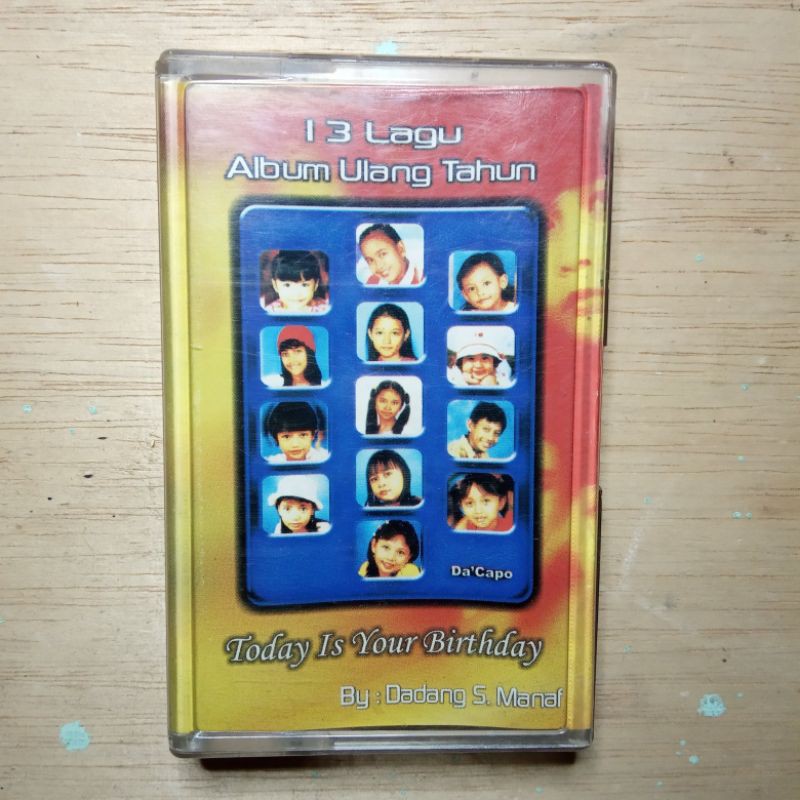 13 Lagu
Album Ulang Tahun
Da'Capo
Today Is Your Birthday
By : Dadang S. Manaf